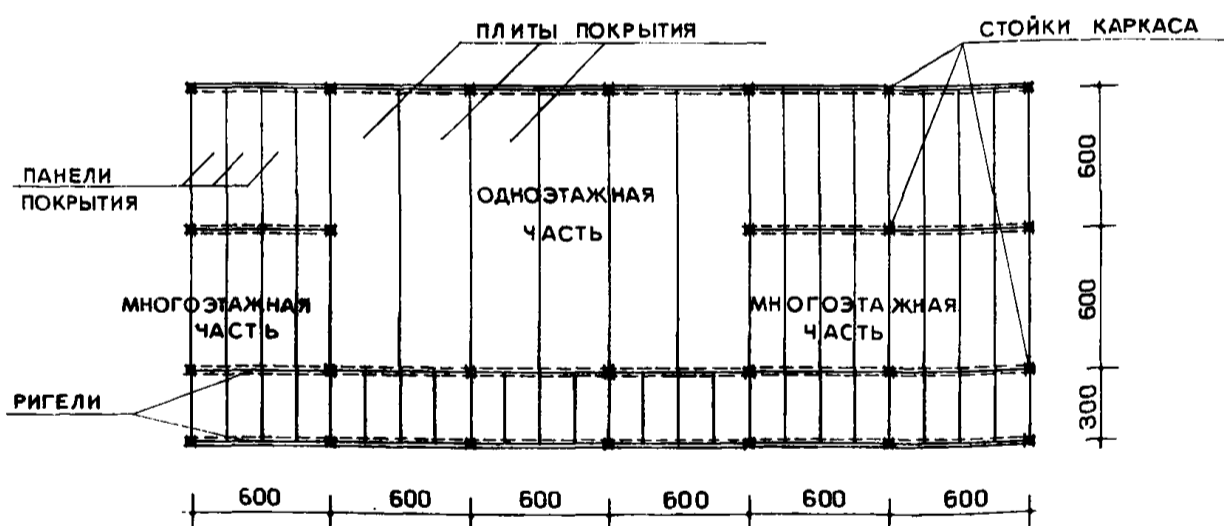 ПЛИТЫ ПОКРЫТИЯ
СТОЙКИ КАРКАСА
ПАНЕЛИ
ПОКРЫТИЯ
ОДНОЭТАЖНАЯ
ЧАСТЬ
600
МНОГОЭТАЖНАЯ
ЧАСТЬ
МНОГОЭТАЖНАЯ
ЧАСТЬ
600
РИГЕЛИ
300
600
600
600
600
600
600